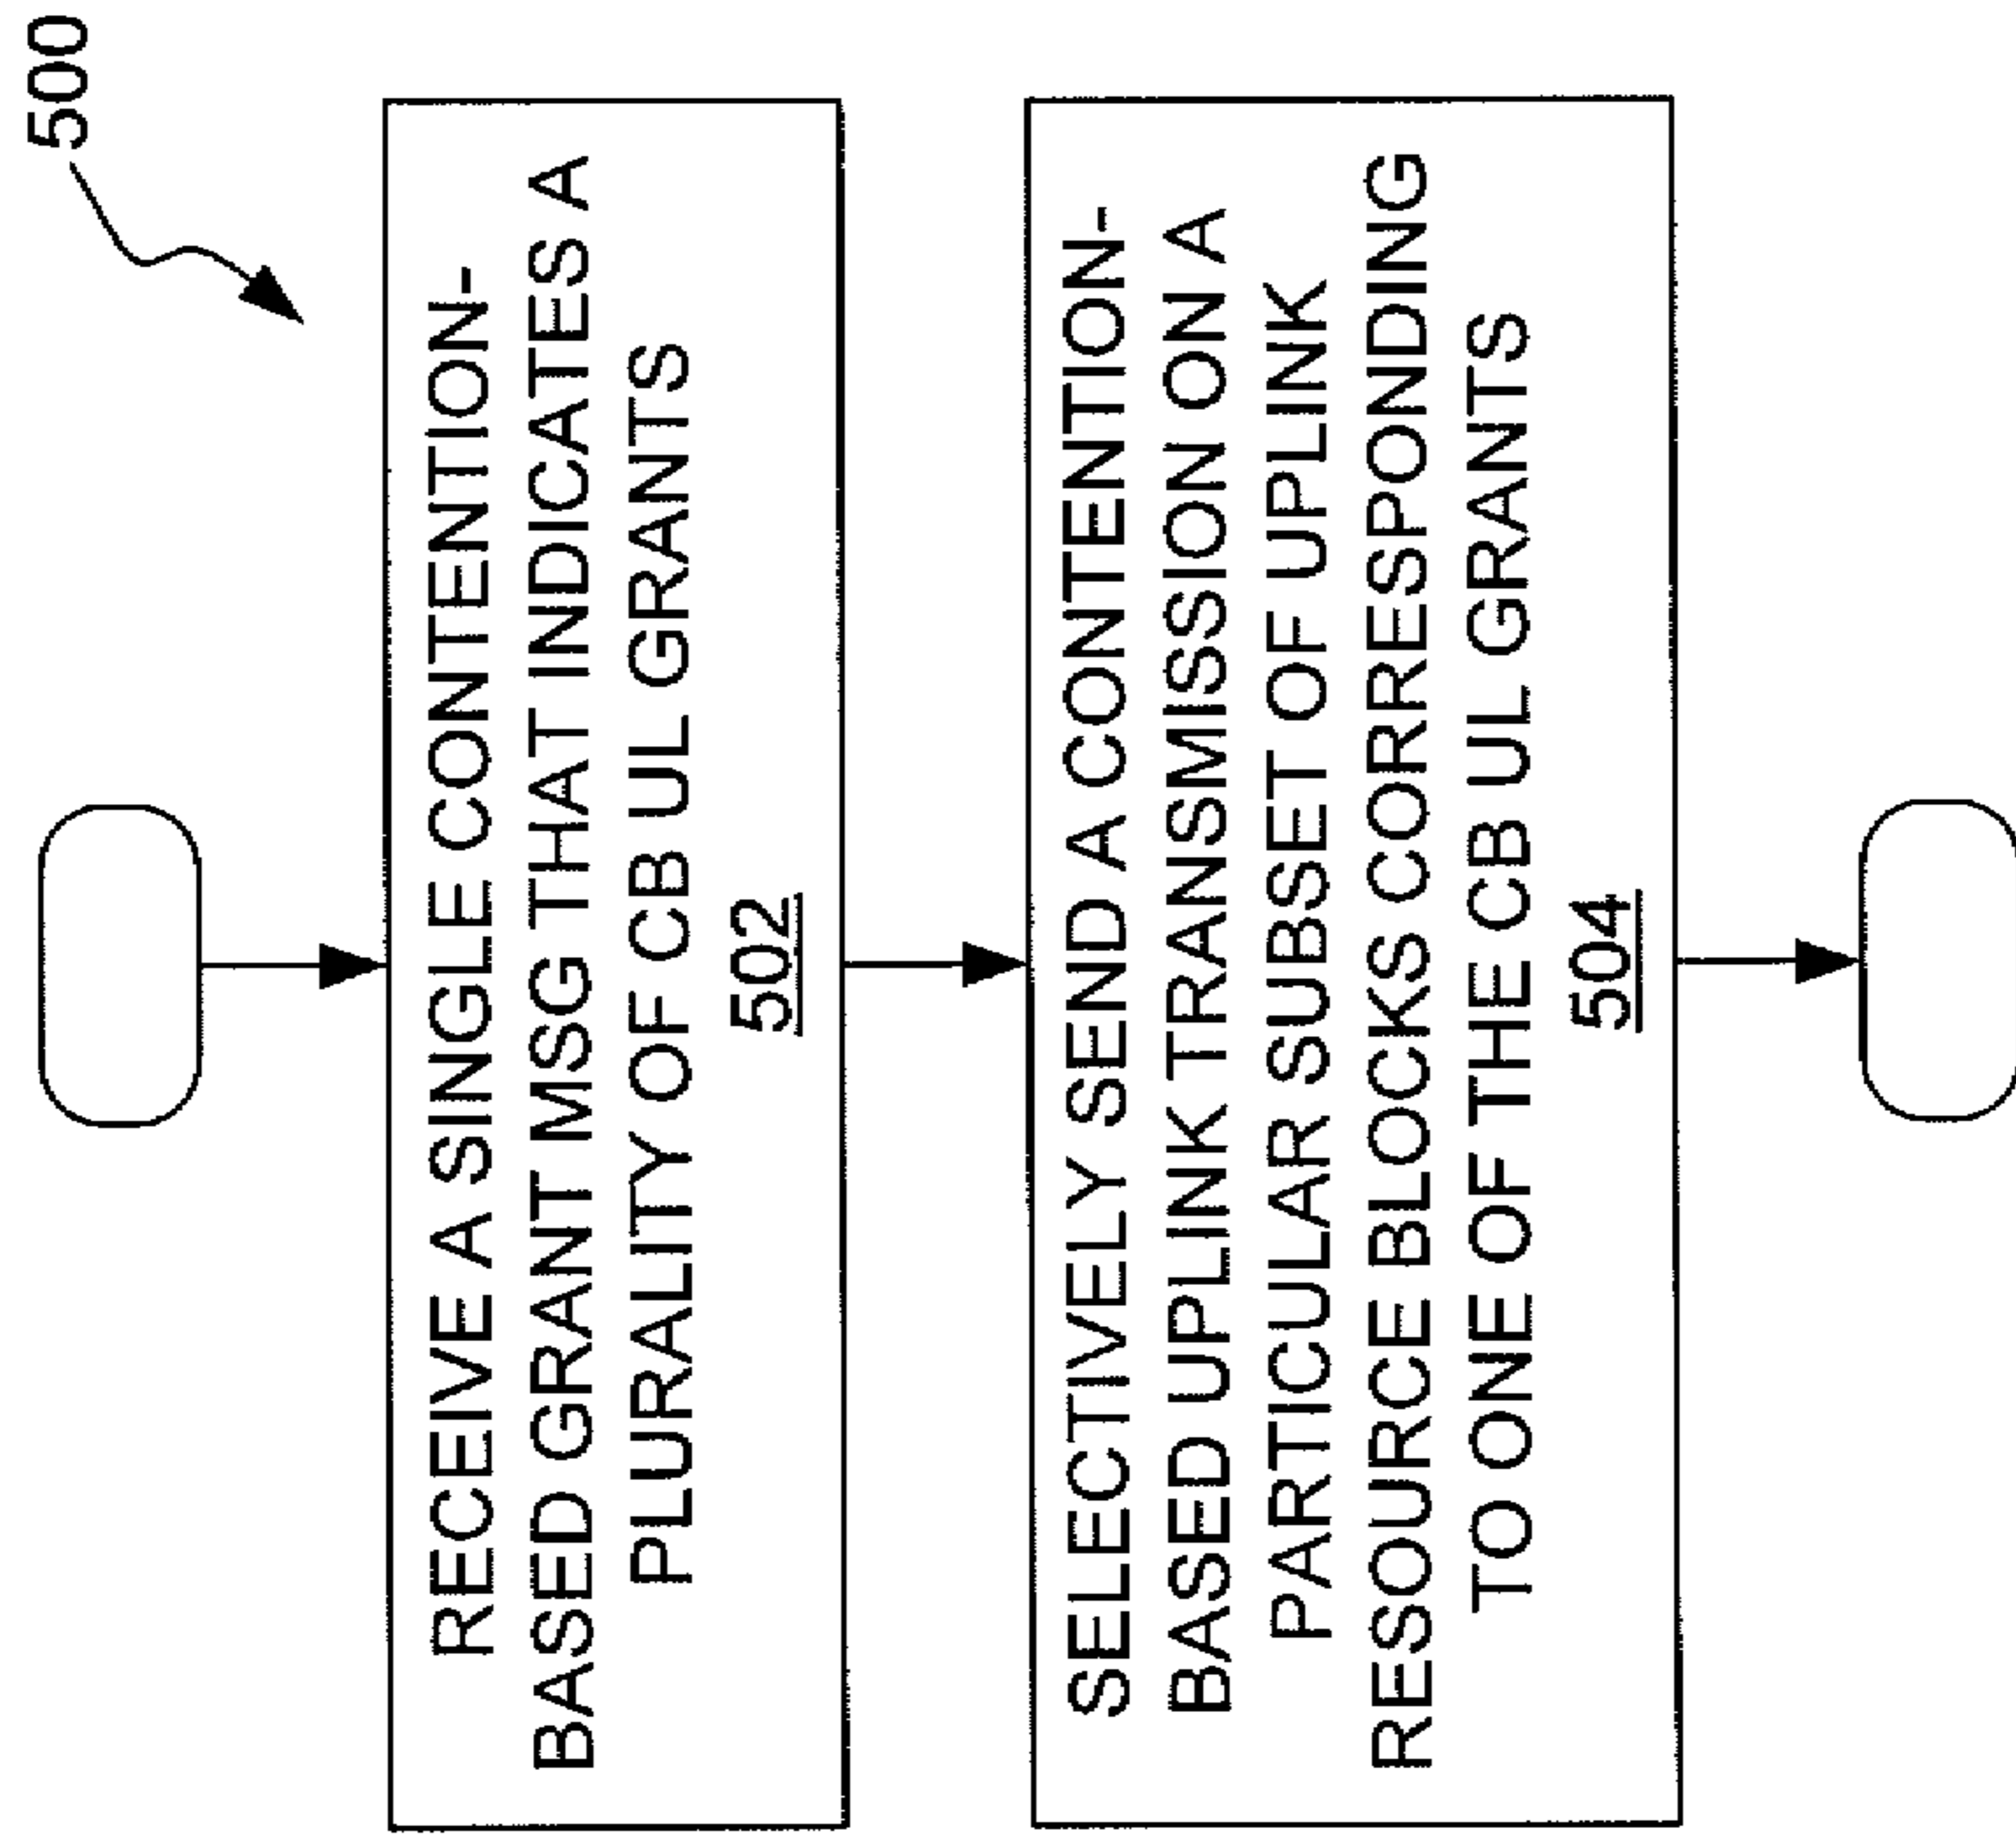 500
RECEIVE A SINGLE CONTENTION-
BASED GRANT MSG THAT INDICATES A
PLURALITY OF CB UL GRANTS
502
SELECTIVELY SEND A CONTENTION-
BASED UPLINK TRANSMISSION ON A
PARTICULAR SUBSET OF UPLINK
RESOURCE BLOCKS CORRESPONDING
TO ONE OF THE CB UL GRANTS
504